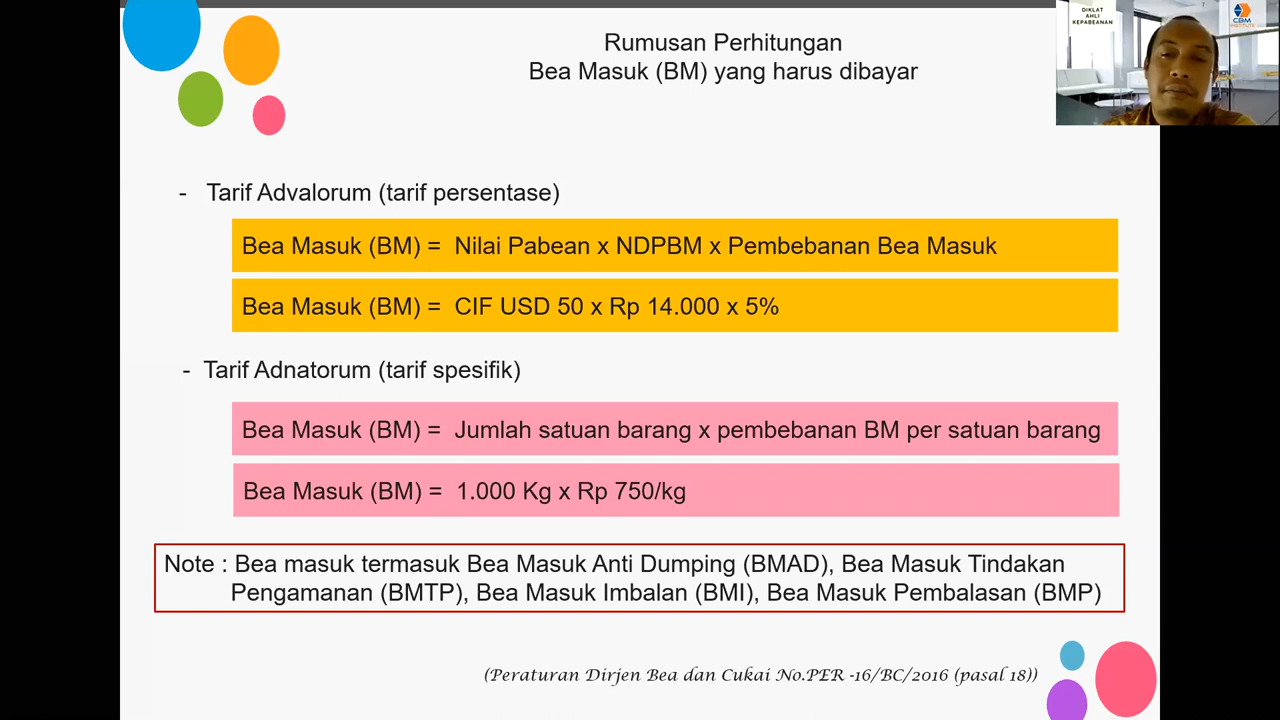 Rumusan Perhitungan
Bea Masuk (BM) yang harus dibayar
DIKLAT
AHLI
KEPABEANAN
CBM
- Tarif Advalorum (tarif persentase)
Bea Masuk (BM) = Nilai Pabean x NDPBM x Pembebanan Bea Masuk
Bea Masuk (BM) = CIF USD 50 x Rp 14.000 x 5%
- Tarif Adnatorum (tarif spesifik)
Bea Masuk (BM) = Jumlah satuan barang x pembebanan BM per satuan barang
Bea Masuk (BM) = 1.000 Kg x Rp 750/kg
Note : Bea masuk termasuk Bea Masuk Anti Dumping (BMAD), Bea Masuk Tindakan
Pengamanan (BMTP), Bea Masuk Imbalan (BMI), Bea Masuk Pembalasan (BMP)
(Peraturan Dirjen Bea dan Cukai No.PER -16/BC/2016 (pasal 18))